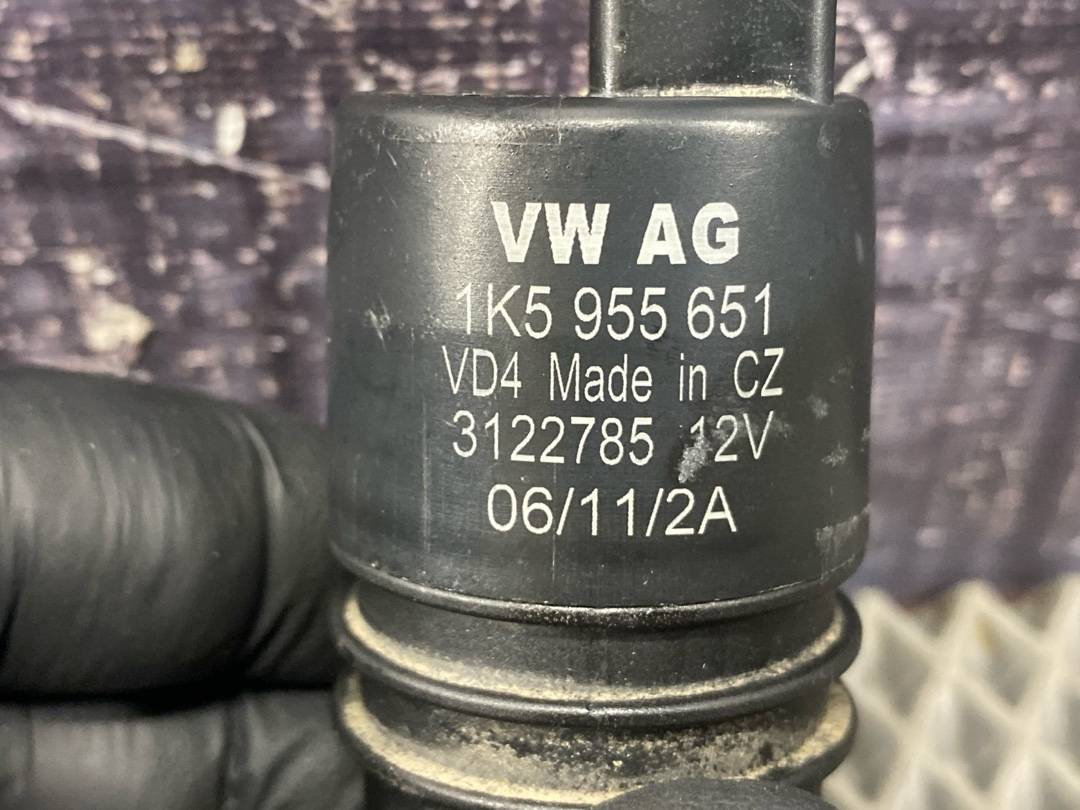 VW AG
1K5 955 651
VD4 Made in CZ
3122785 12V
06/11/2A